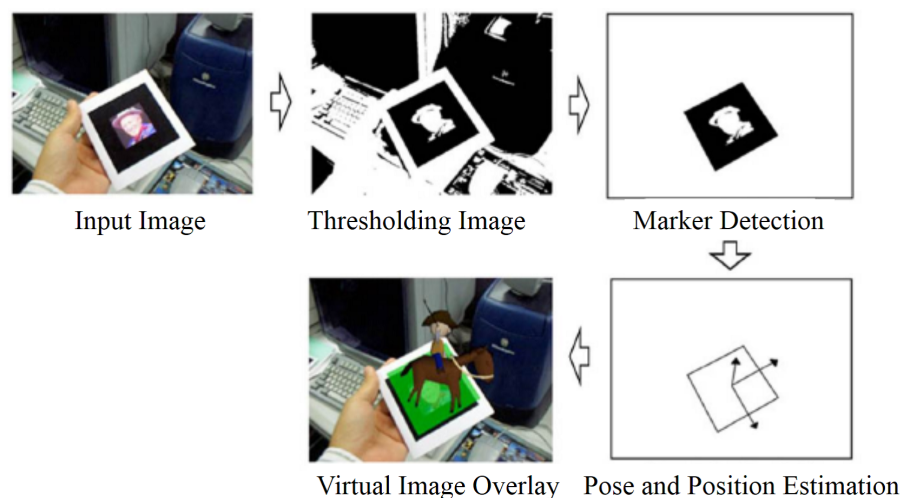 Input Image
Thresholding Image
Marker Detection
Virtual Image Overlay
Pose and Position Estimation